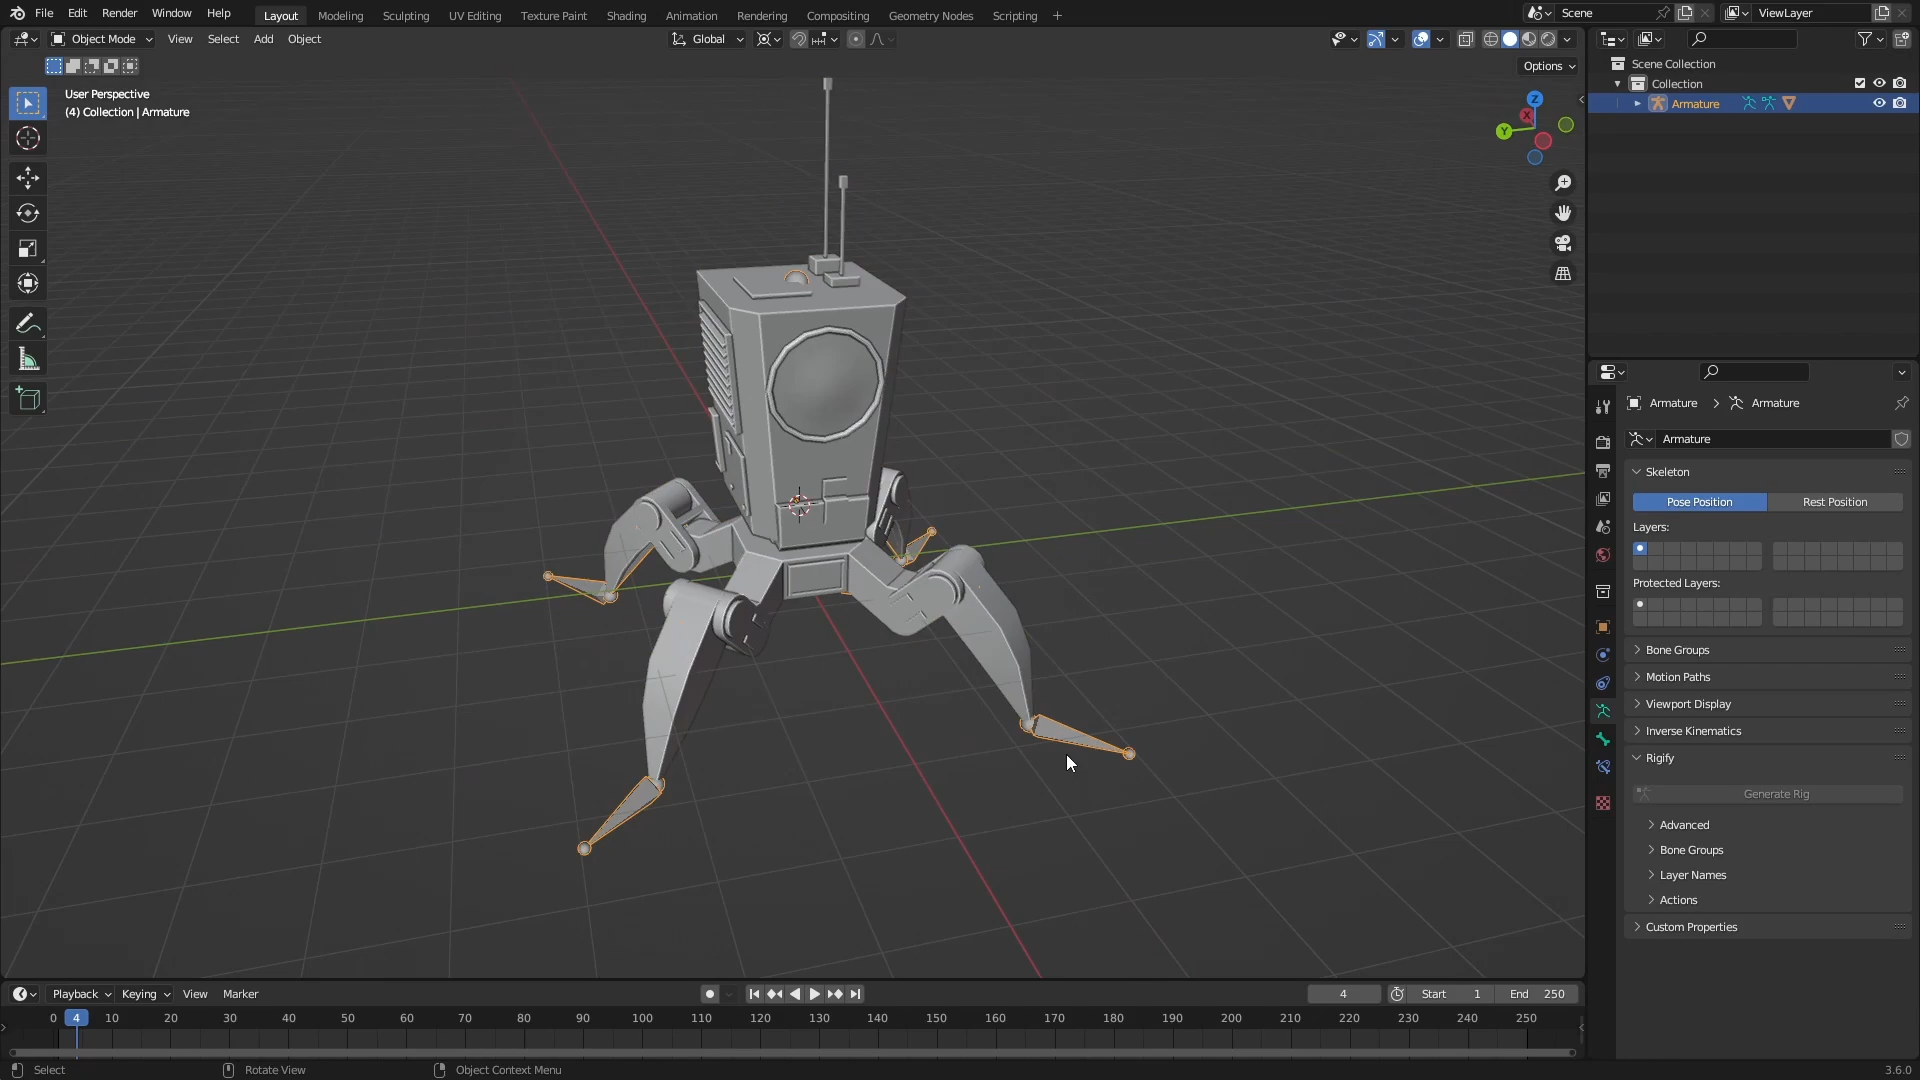 File Edit Render Window Help
Layout Modeling Sculpting UV Editing Texture Paint Shading Animation Rendering Compositing Geometry Nodes Scripting +
Scene
ViewLayer
Object Mode View Select Add Object
Global
Options
User Perspective
(4) Collection | Armature
Z
X
Y
Scene Collection
Collection
Armature
Armature > Armature
Armature
Skeleton
Pose Position Rest Position
Layers:
Protected Layers:
Bone Groups
Motion Paths
Viewport Display
Inverse Kinematics
Rigify
Generate Rig
Advanced
Bone Groups
Layer Names
Actions
Custom Properties
Playback Keying View Marker
4 Start 1 End 250
0 4 10 20 30 40 50 60 70 80 90 100 110 120 130 140 150 160 170 180 190 200 210 220 230 240 250
Select Rotate View Object Context Menu 3.6.0